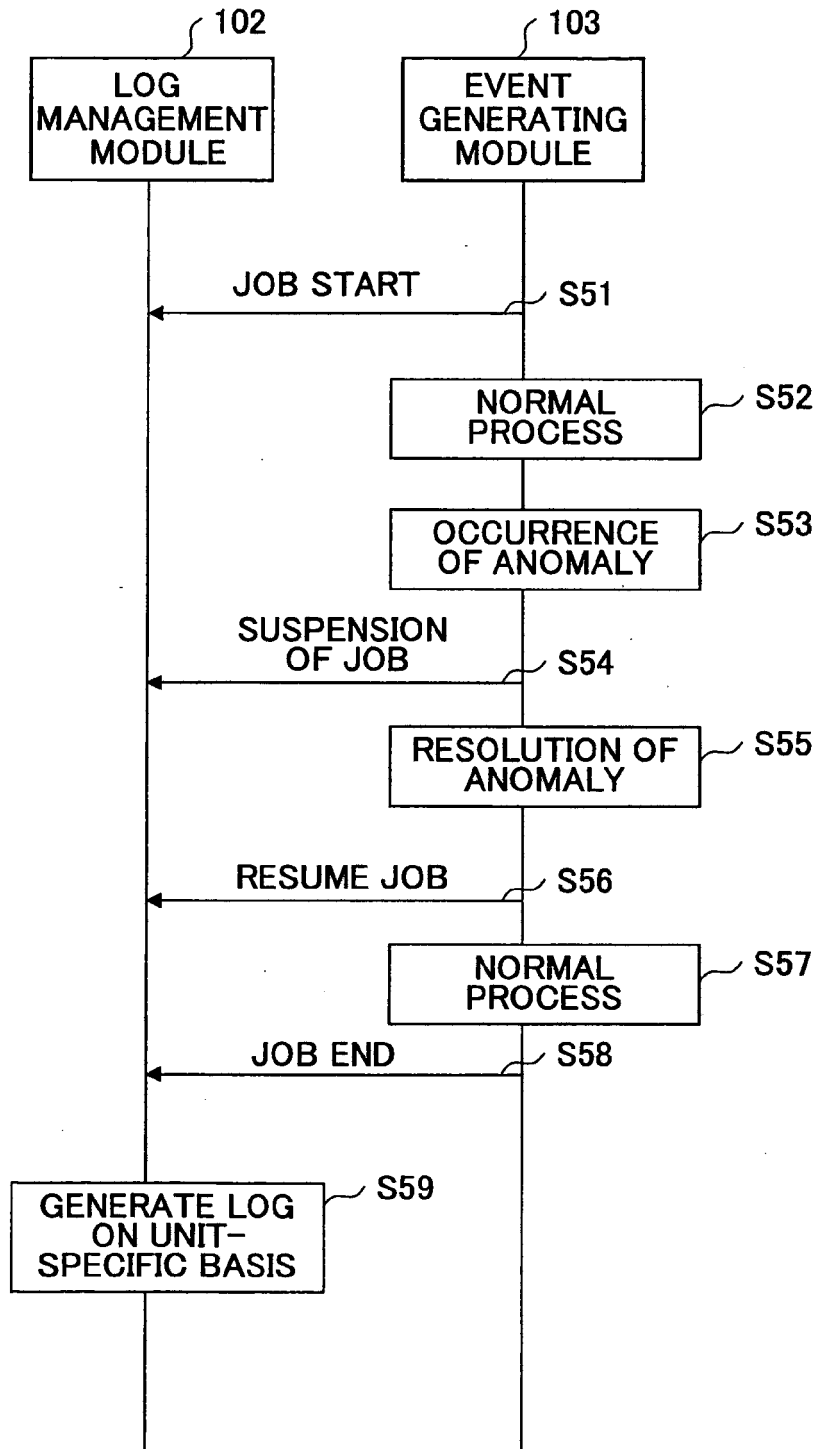 102
103
LOG
MANAGEMENT
MODULE
EVENT
GENERATING
MODULE
JOB START
S51
NORMAL
PROCESS
S52
OCCURRENCE
OF ANOMALY
S53
SUSPENSION
OF JOB
S54
RESOLUTION OF
ANOMALY
S55
RESUME JOB
S56
NORMAL
PROCESS
S57
JOB END
S58
GENERATE LOG
ON UNIT-
SPECIFIC BASIS
S59